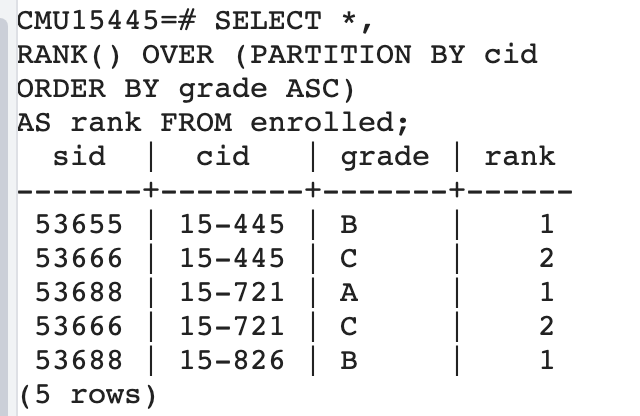 CMU15445=# SELECT *,
RANK() OVER (PARTITION BY cid
ORDER BY grade ASC)
AS rank FROM enrolled;
  sid  |  cid   | grade | rank
-------+--------+-------+------
 53655 | 15-445 | B     |    1
 53666 | 15-445 | C     |    2
 53688 | 15-721 | A     |    1
 53666 | 15-721 | C     |    2
 53688 | 15-826 | B     |    1
(5 rows)